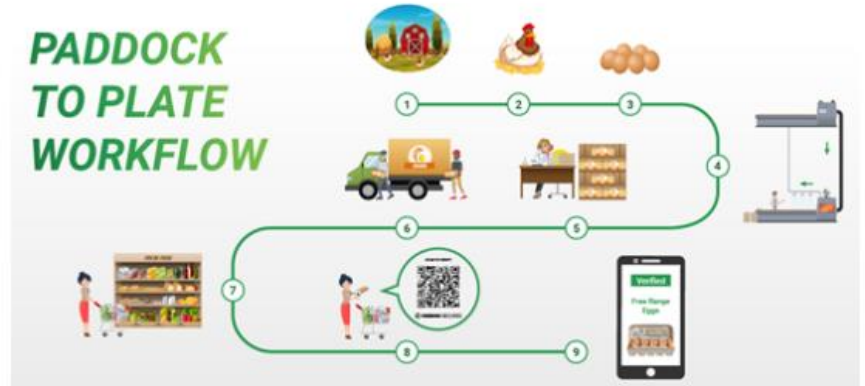 PADDOCK
TO PLATE
WORKFLOW
1
2
3
4
5
6
7
8
9
Verified
Free Range
Eggs